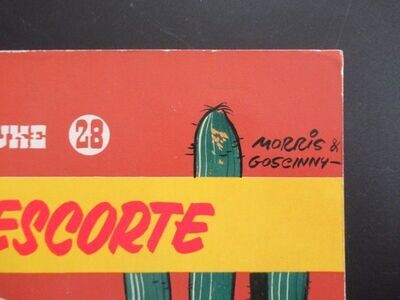 UKE 28
MORRiS &
GOSCINNY-
ESCORTE